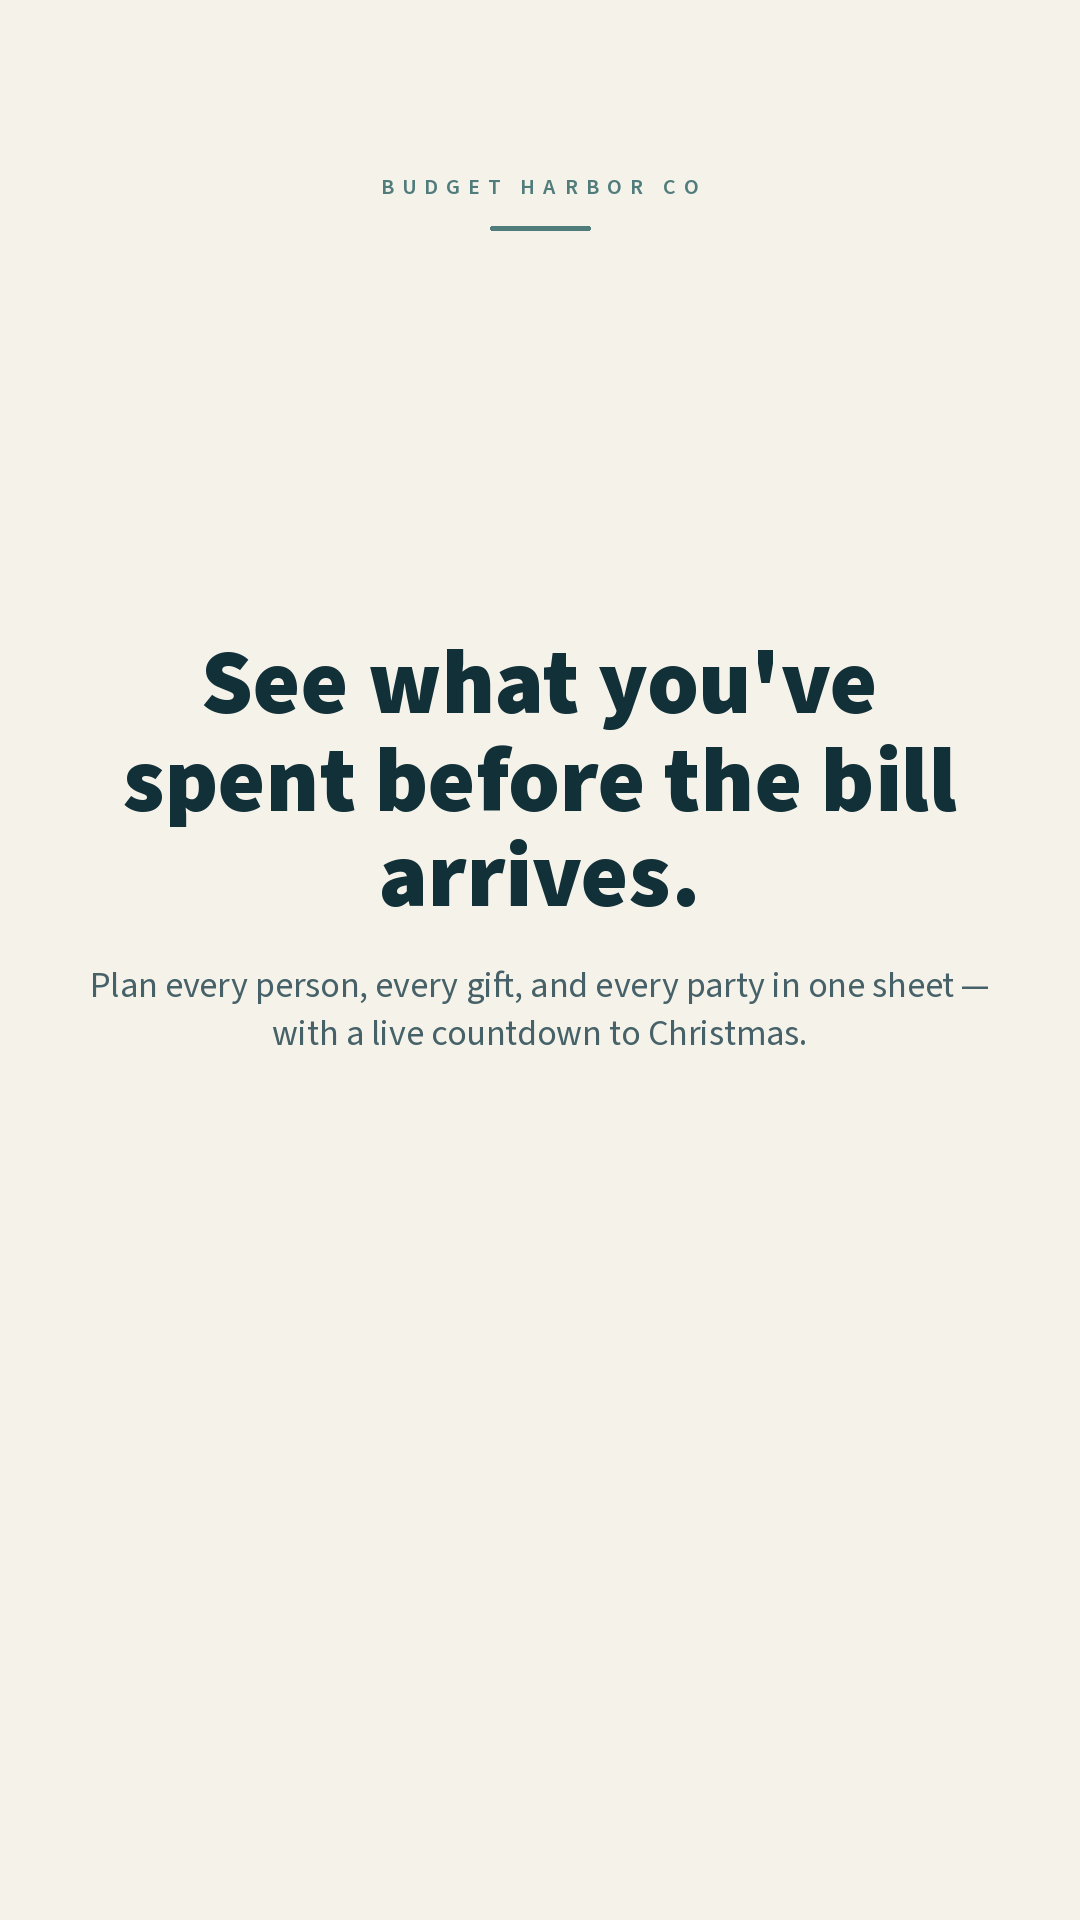 BUDGET HARBOR CO
See what you've
spent before the bill
arrives.
Plan every person, every gift, and every party in one sheet —
with a live countdown to Christmas.